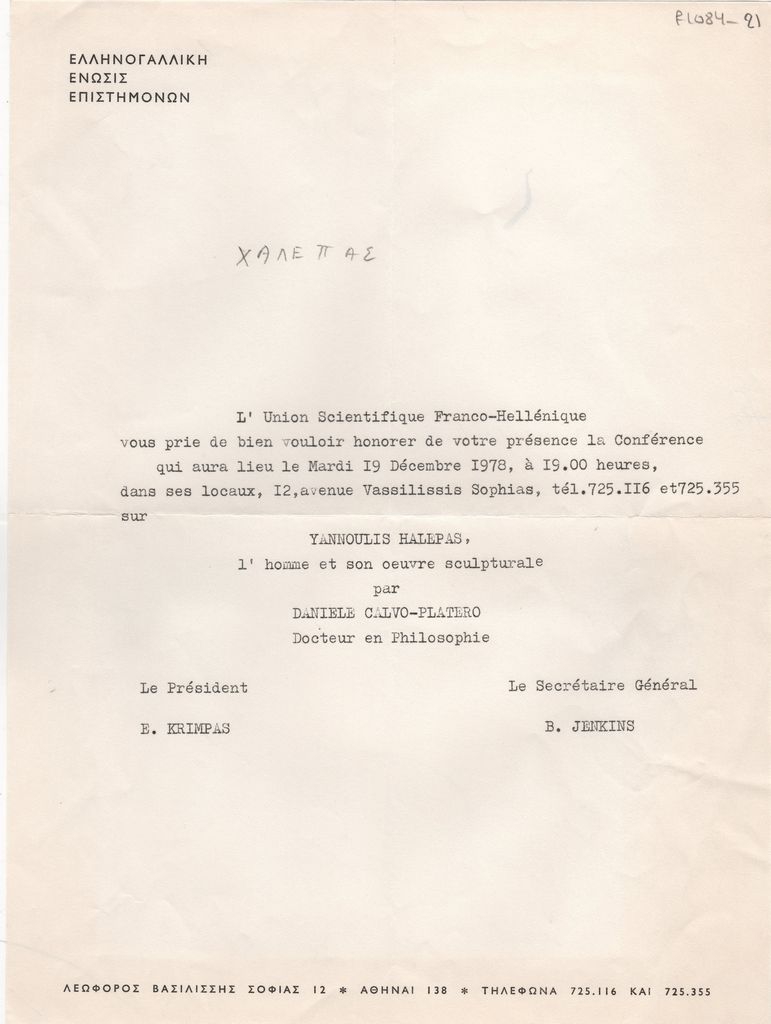 F1084-21
ΕΛΛΗΝΟΓΑΛΛΙΚΗ
ΕΝΩΣΙΣ
ΕΠΙΣΤΗΜΟΝΩΝ
ΧΑΛΕΠΑΣ
L' Union Scientifique Franco-Hellénique
vous prie de bien vouloir honorer de votre présence la Conférence
qui aura lieu le Mardi I9 Décembre I978, à I9.00 heures,
dans ses locaux, I2,avenue Vassilissis Sophias, tél.725.II6 et725.355
sur
YANNOULIS HALEPAS,
l' homme et son oeuvre sculpturale
par
DANIELE CALVO-PLATERO
Docteur en Philosophie
Le Président
Le Secrétaire Général
E. KRIMPAS
B. JENKINS
ΛΕΩΦΟΡΟΣ ΒΑΣΙΛΙΣΣΗΣ ΣΟΦΙΑΣ 12 * ΑΘΗΝΑΙ 138 * ΤΗΛΕΦΩΝΑ 725.116 ΚΑΙ 725.355